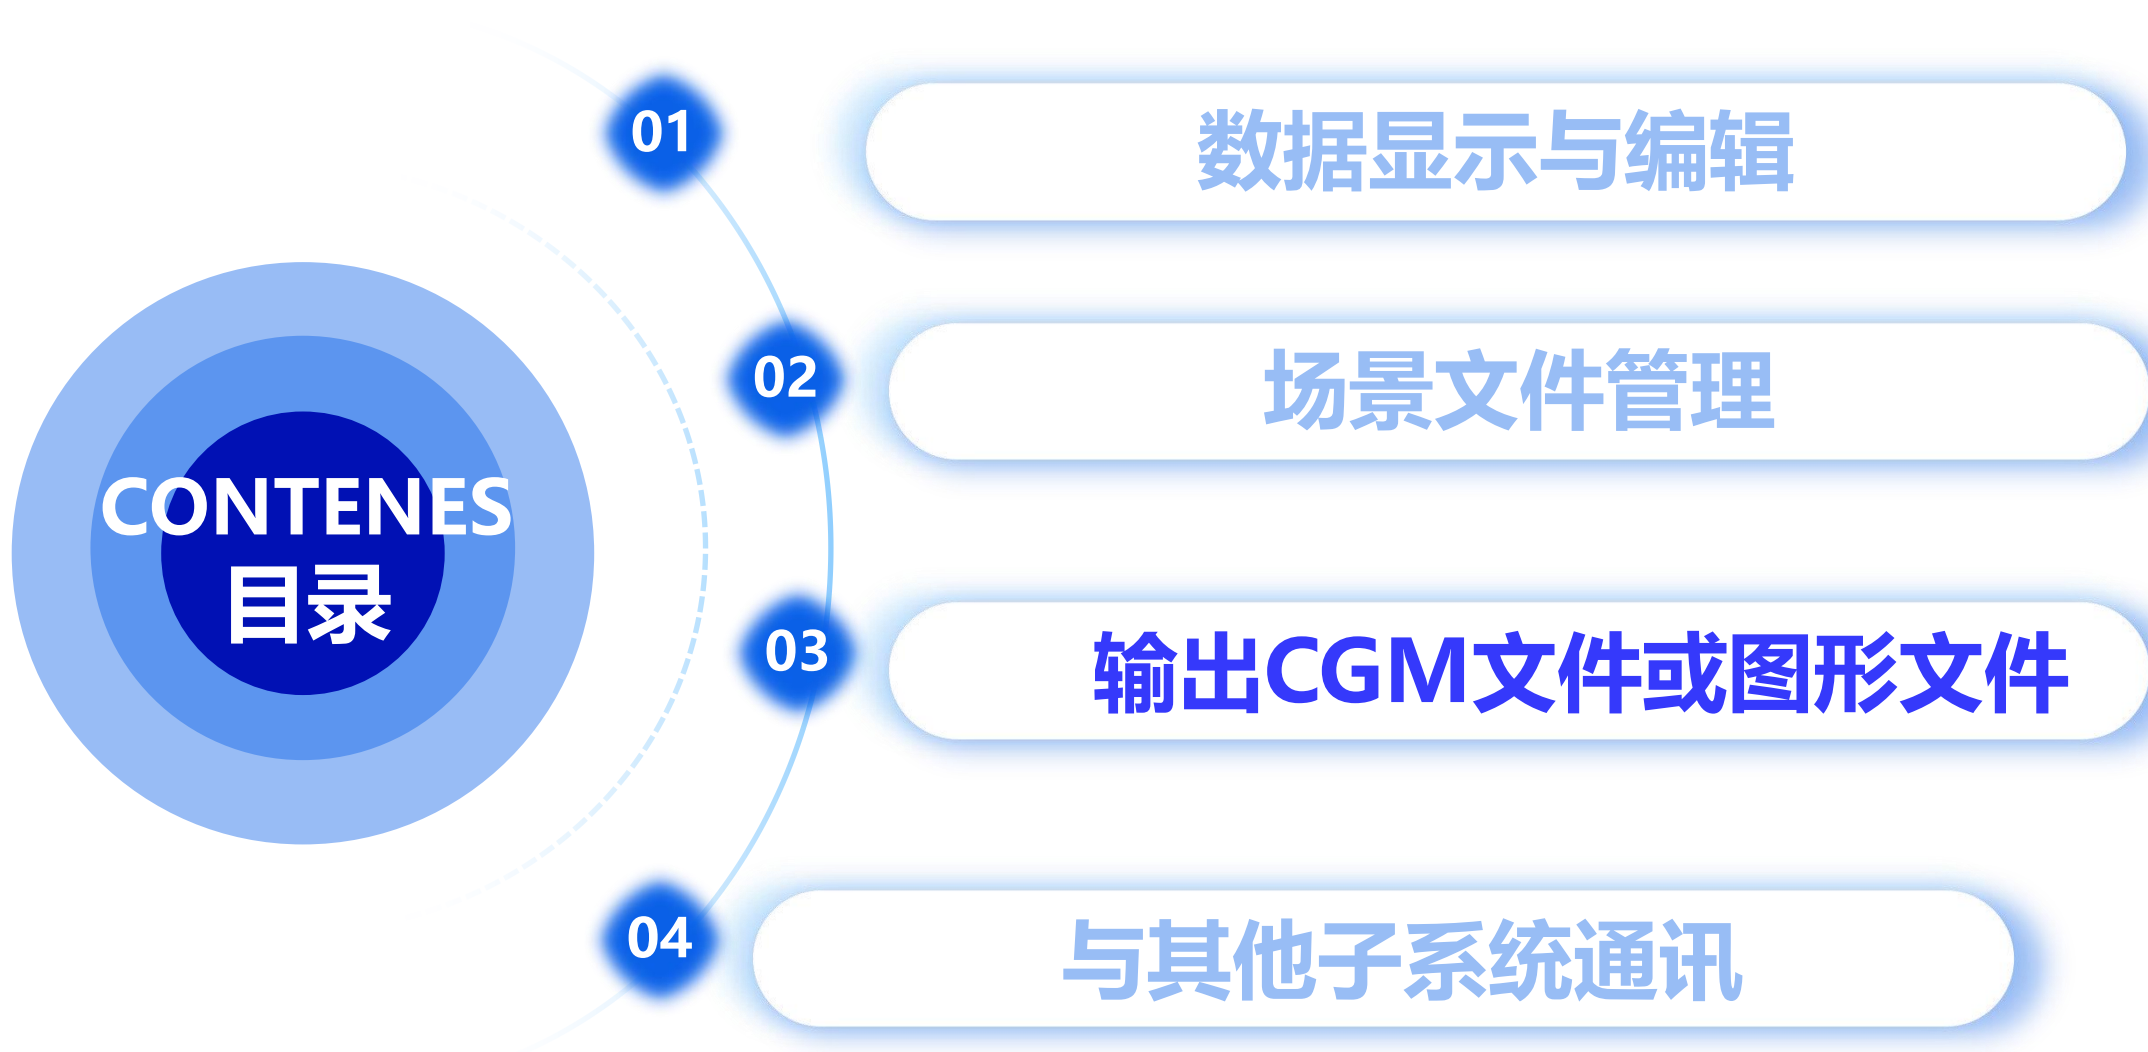 CONTENES
目录
01
数据显示与编辑
02
场景文件管理
03
输出CGM文件或图形文件
04
与其他子系统通讯